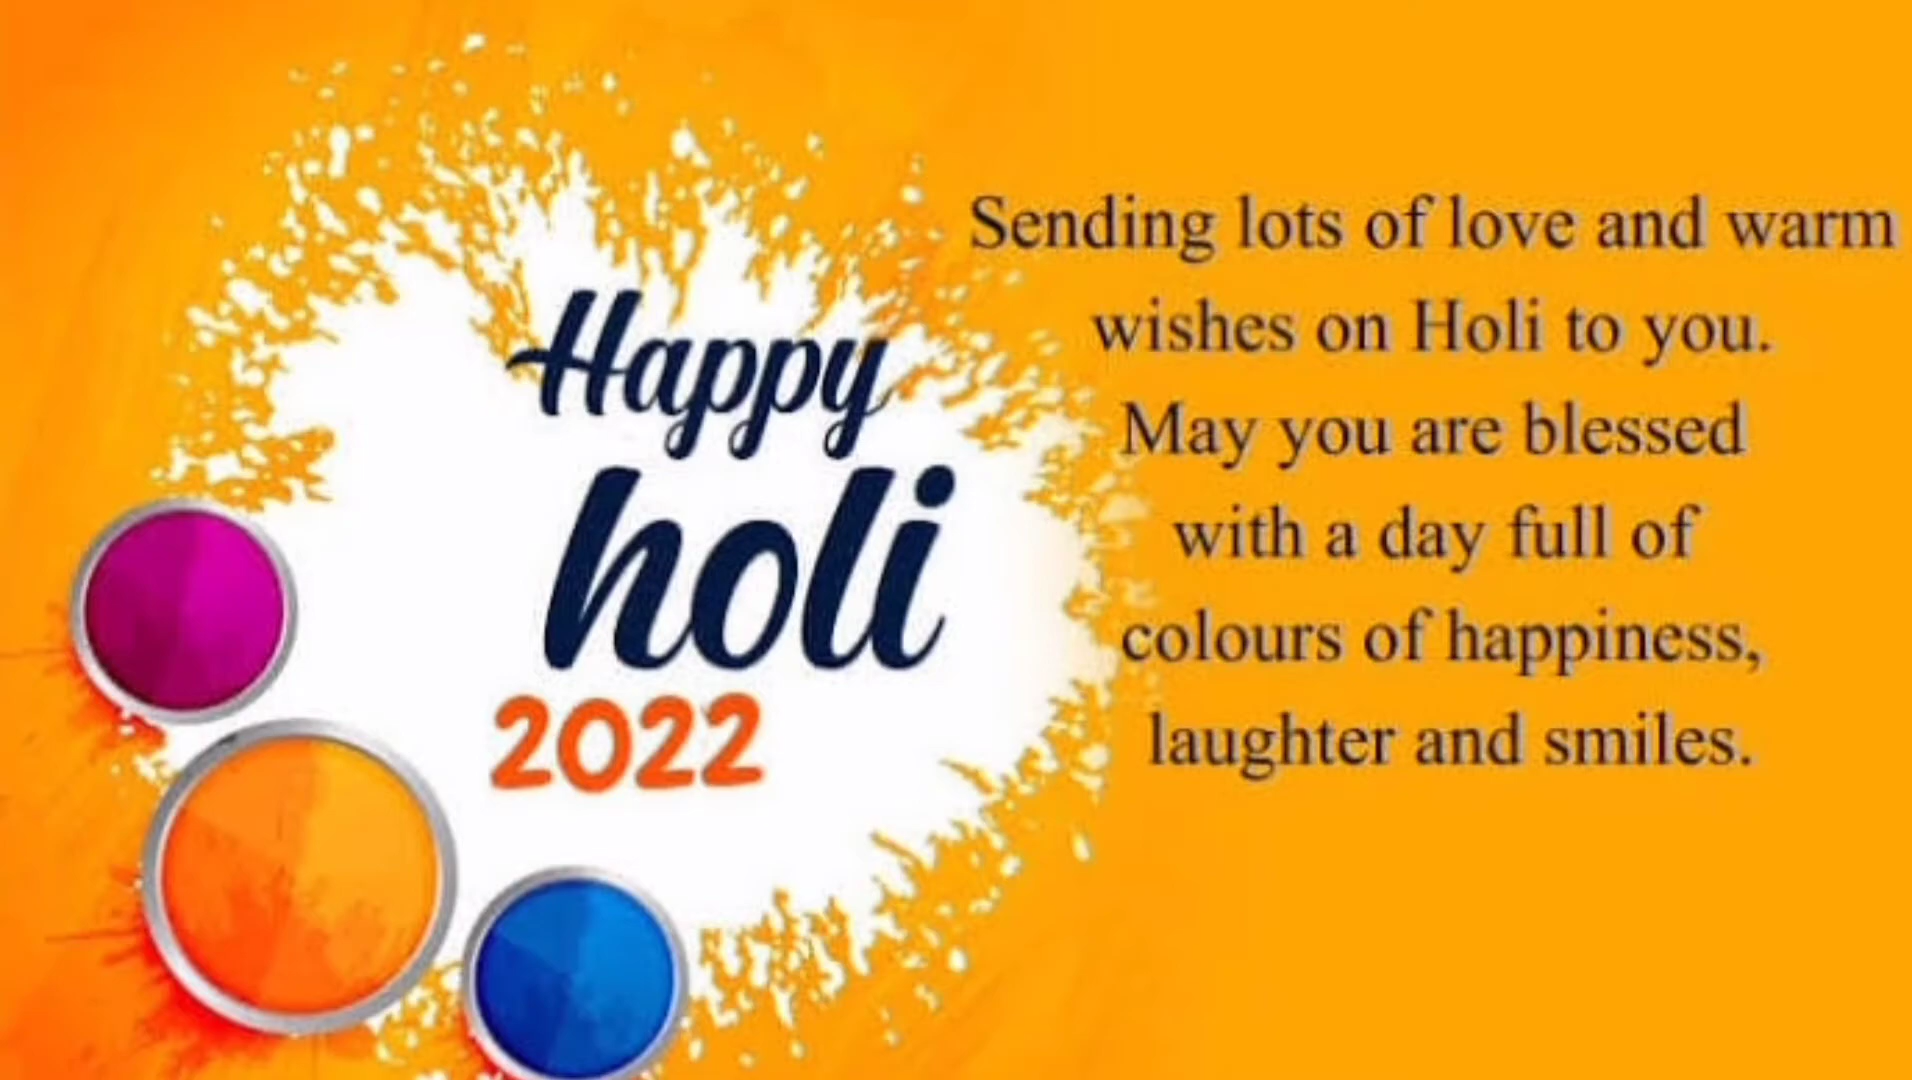 Happy
holi
2022
Sending lots of love and warm
wishes on Holi to you.
May you are blessed
with a day full of
colours of happiness,
laughter and smiles.